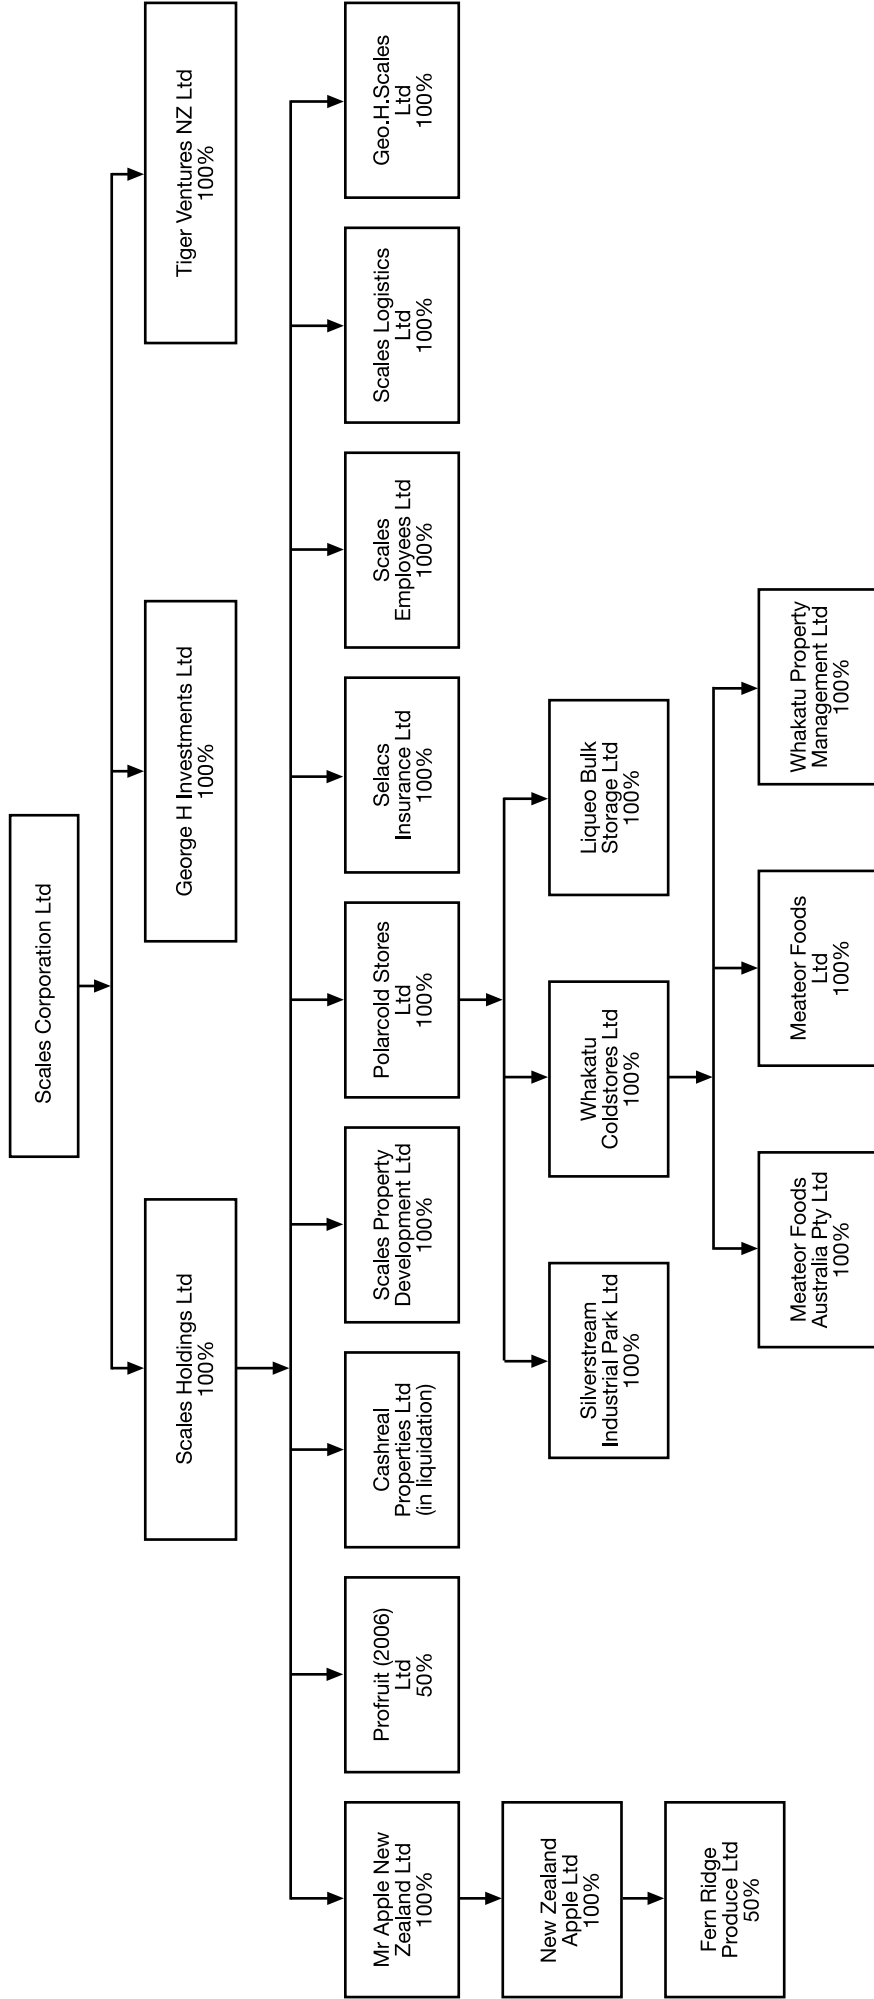 Scales Corporation Ltd
Scales Holdings Ltd
100%
George H Investments Ltd
100%
Tiger Ventures NZ Ltd
100%
Mr Apple New
Zealand Ltd
100%
Profruit (2006)
Ltd
50%
Cashreal
Properties Ltd
(in liquidation)
Scales Property
Development Ltd
100%
Polarcold Stores
Ltd
100%
Selacs
Insurance Ltd
100%
Scales
Employees Ltd
100%
Scales Logistics
Ltd
100%
Geo.H.Scales
Ltd
100%
New Zealand
Apple Ltd
100%
Silverstream
Industrial Park Ltd
100%
Whakatu
Coldstores Ltd
100%
Liqueo Bulk
Storage Ltd
100%
Fern Ridge
Produce Ltd
50%
Meateor Foods
Australia Pty Ltd
100%
Meateor Foods
Ltd
100%
Whakatu Property
Management Ltd
100%